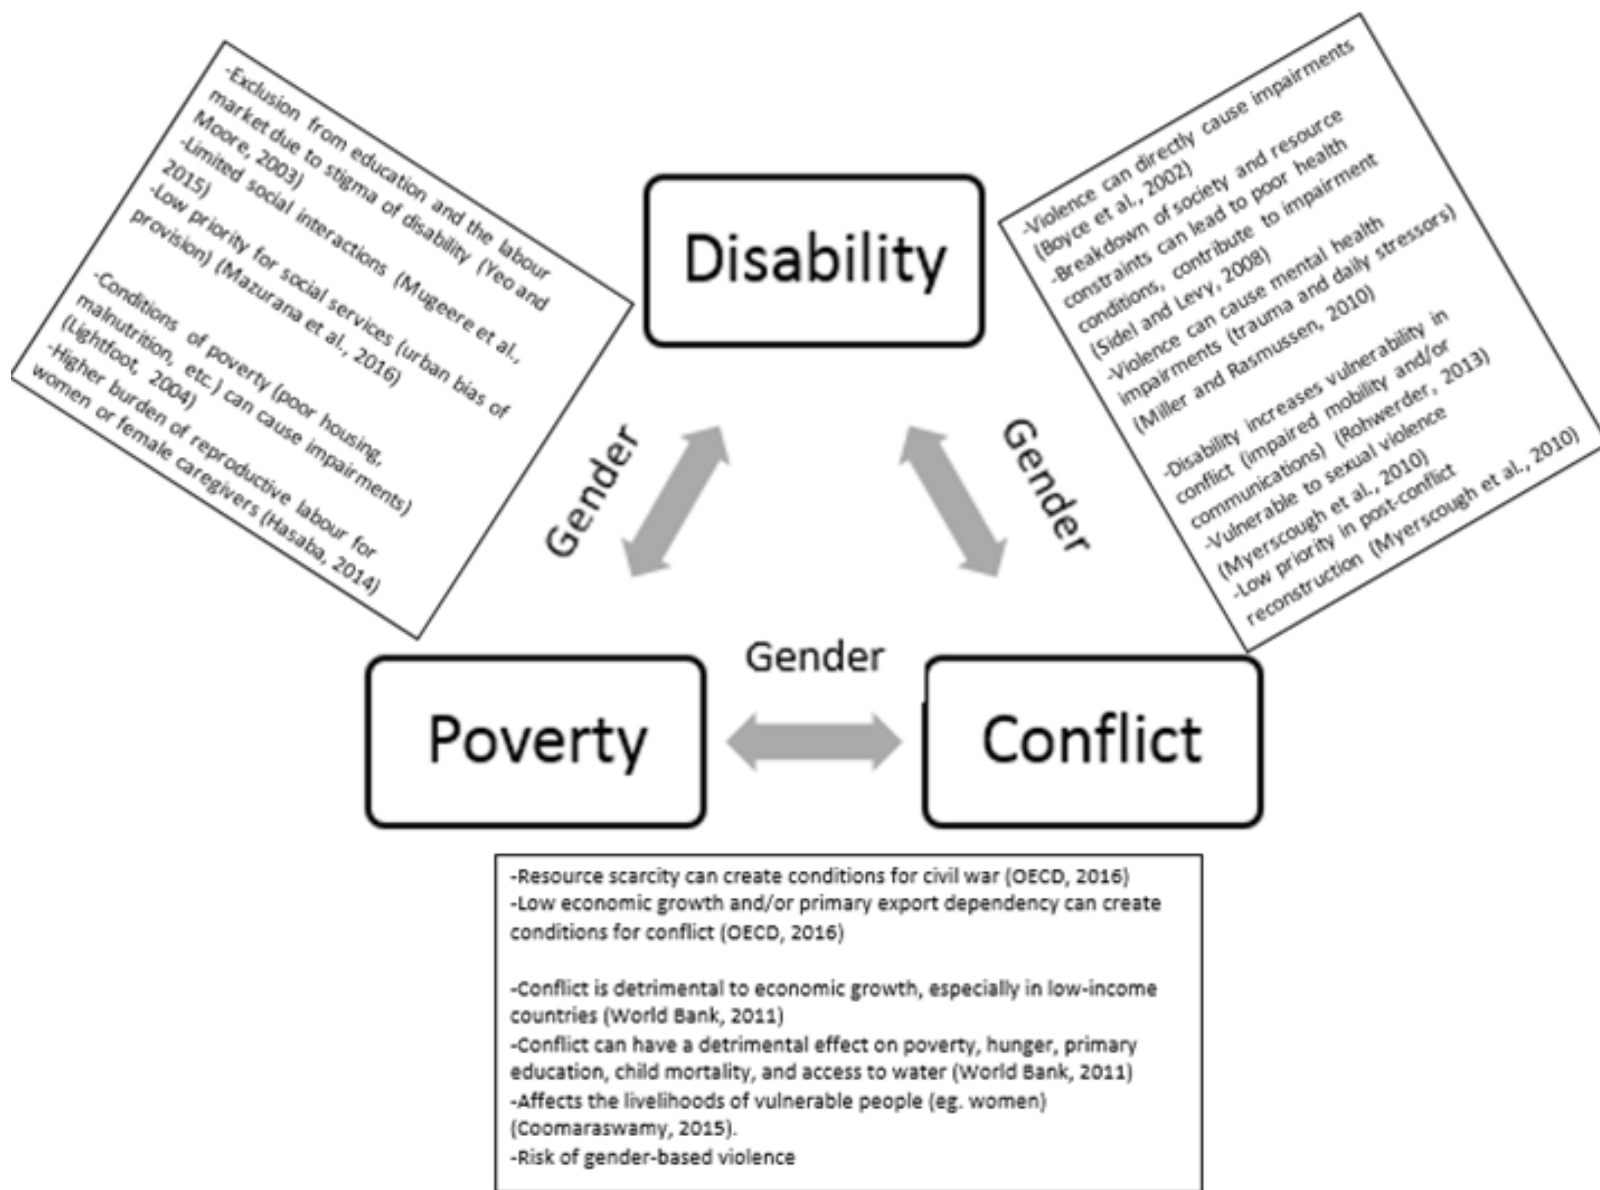 -Exclusion from education and the labour
market due to stigma of disability (Yeo and
Moore, 2003)
-Limited social interactions (Mugeere et al.,
2015)
-Low priority for social services (urban bias of
provision) (Mazurana et al., 2016)
-Conditions of poverty (poor housing,
malnutrition, etc.) can cause impairments)
(Lightfoot, 2004)
-Higher burden of reproductive labour for
women or female caregivers (Hasaba, 2014)
Disability
-Violence can directly cause impairments
(Boyce et al., 2002)
-Breakdown of society and resource
constraints can lead to poor health
conditions, contribute to impairment
(Sidel and Levy, 2008)
-Violence can cause mental health
impairments (trauma and daily stressors)
(Miller and Rasmussen, 2010)
-Disability increases vulnerability in
conflict (impaired mobility and/or
communications) (Rohwerder, 2013)
-Vulnerable to sexual violence
(Myerscough et al., 2010)
-Low priority in post-conflict
reconstruction (Myerscough et al., 2010)
Gender
Gender
Gender
Poverty
Conflict
-Resource scarcity can create conditions for civil war (OECD, 2016)
-Low economic growth and/or primary export dependency can create
conditions for conflict (OECD, 2016)
-Conflict is detrimental to economic growth, especially in low-income
countries (World Bank, 2011)
-Conflict can have a detrimental effect on poverty, hunger, primary
education, child mortality, and access to water (World Bank, 2011)
-Affects the livelihoods of vulnerable people (eg. women)
(Coomaraswamy, 2015).
-Risk of gender-based violence